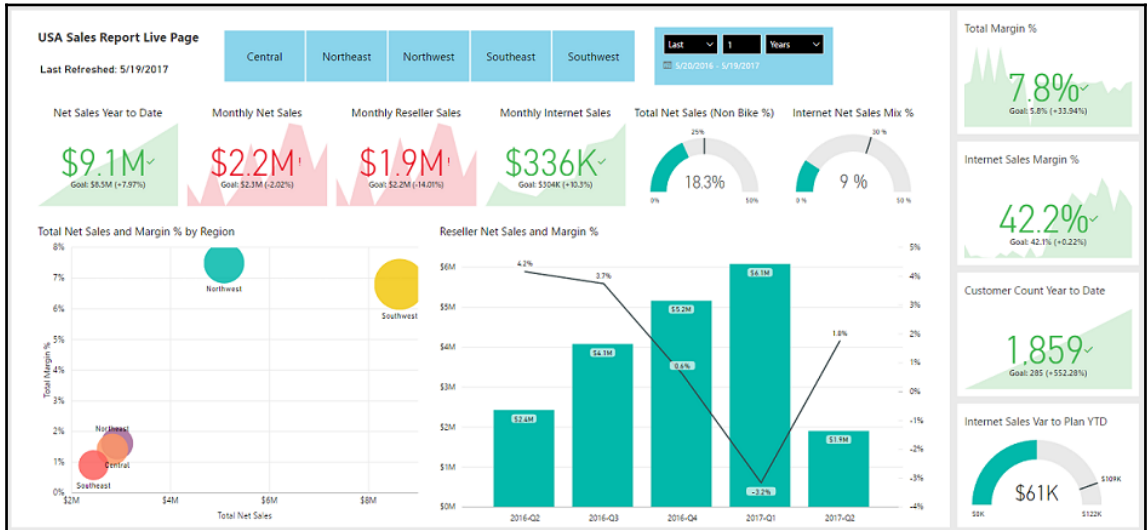 USA Sales Report Live Page
Last Refreshed: 5/19/2017
Central
Northeast
Northwest
Southeast
Southwest
Last
1
Years
5/20/2016 - 5/19/2017
Net Sales Year to Date
$9.1M
Goal: $8.5M (+7.97%)
Monthly Net Sales
$2.2M!
Goal: $2.3M (-2.02%)
Monthly Reseller Sales
$1.9M!
Goal: $2.2M (-14.01%)
Monthly Internet Sales
$336K
Goal: $304K (+10.3%)
Total Net Sales (Non Bike %)
25%
18.3%
0%
50%
Internet Net Sales Mix %
30 %
9 %
0 %
50 %
Total Net Sales and Margin % by Region
8%
7%
6%
5%
4%
3%
2%
1%
0%
Total Margin %
Northwest
Southwest
Northeast
Central
Southeast
$2M
$4M
$6M
$8M
Total Net Sales
Reseller Net Sales and Margin %
$6M
$5M
$4M
$3M
$2M
$1M
$0M
5%
4%
3%
2%
1%
0%
-1%
-2%
-3%
-4%
4.2%
3.7%
0.6%
-3.2%
1.8%
$2.4M
$4.1M
$5.2M
$6.1M
$1.9M
2016-Q2
2016-Q3
2016-Q4
2017-Q1
2017-Q2
Total Margin %
7.8%
Goal: 5.8% (+33.94%)
Internet Sales Margin %
42.2%
Goal: 42.1% (+0.22%)
Customer Count Year to Date
1,859
Goal: 285 (+552.28%)
Internet Sales Var to Plan YTD
$109K
$61K
$0K
$122K